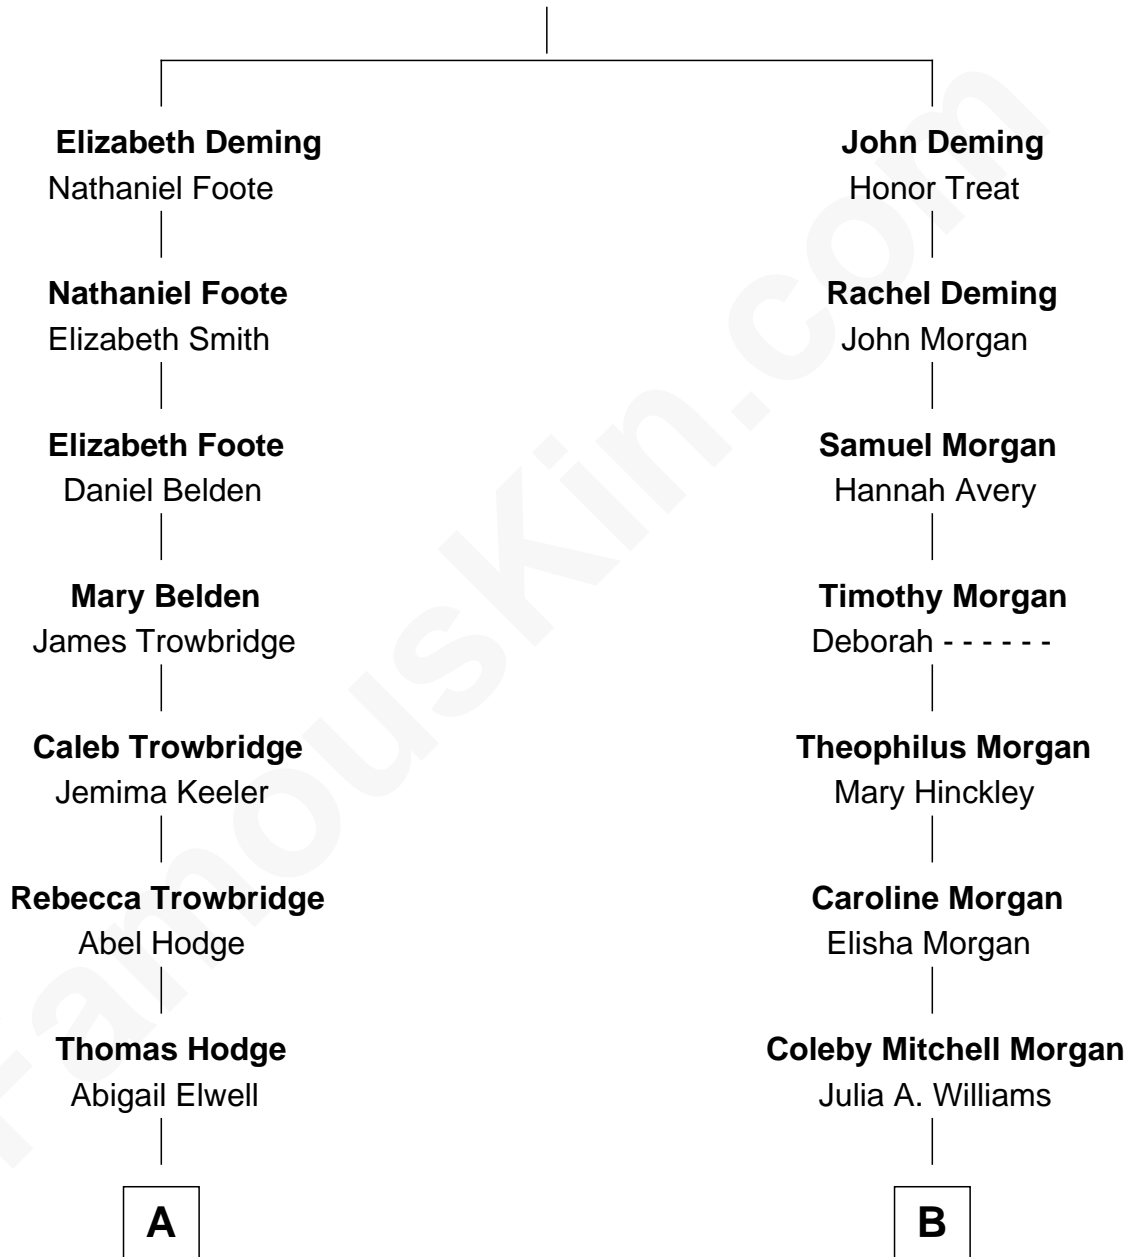 Elizabeth Deming
Nathaniel Foote
Nathaniel Foote
Elizabeth Smith
Elizabeth Foote
Daniel Belden
Mary Belden
James Trowbridge
Caleb Trowbridge
Jemima Keeler
Rebecca Trowbridge
Abel Hodge
Thomas Hodge
Abigail Elwell
A
John Deming
Honor Treat
Rachel Deming
John Morgan
Samuel Morgan
Hannah Avery
Timothy Morgan
Deborah - - - - - -
Theophilus Morgan
Mary Hinckley
Caroline Morgan
Elisha Morgan
Coleby Mitchell Morgan
Julia A. Williams
B
FamousKin.com